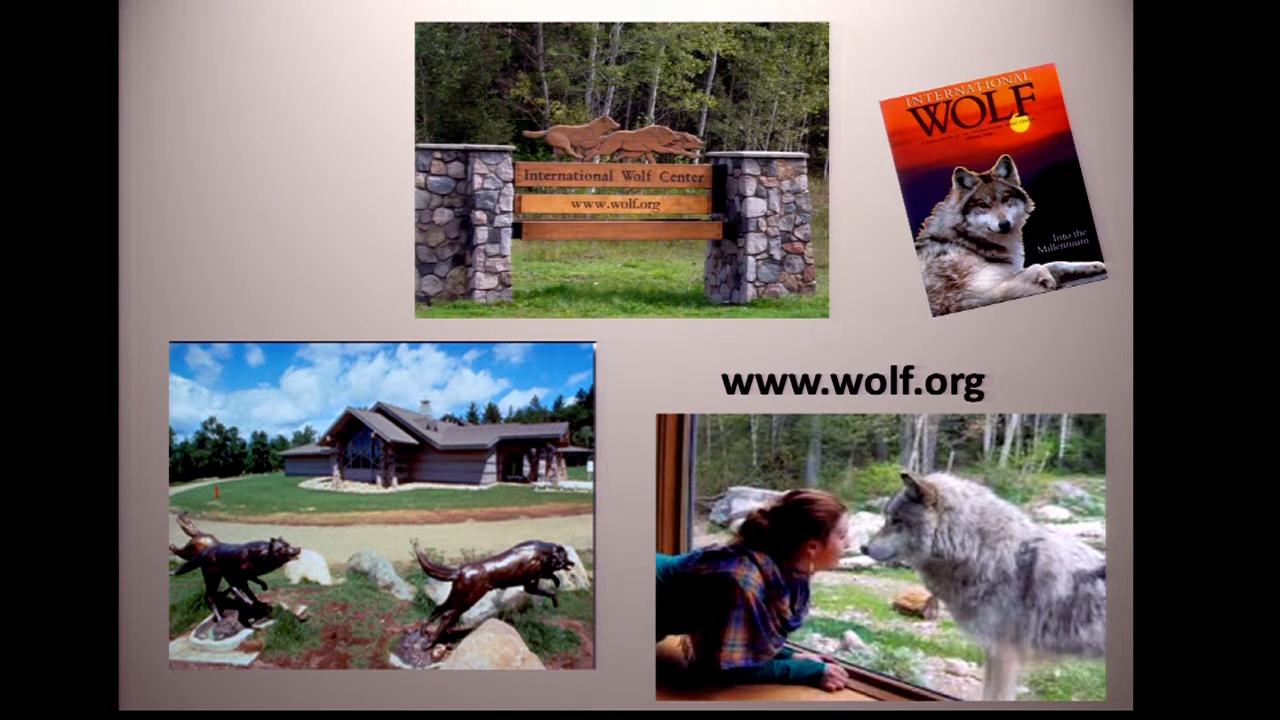 International Wolf Center
www.wolf.org
INTERNATIONAL
WOLF
Into the
Millennium
www.wolf.org